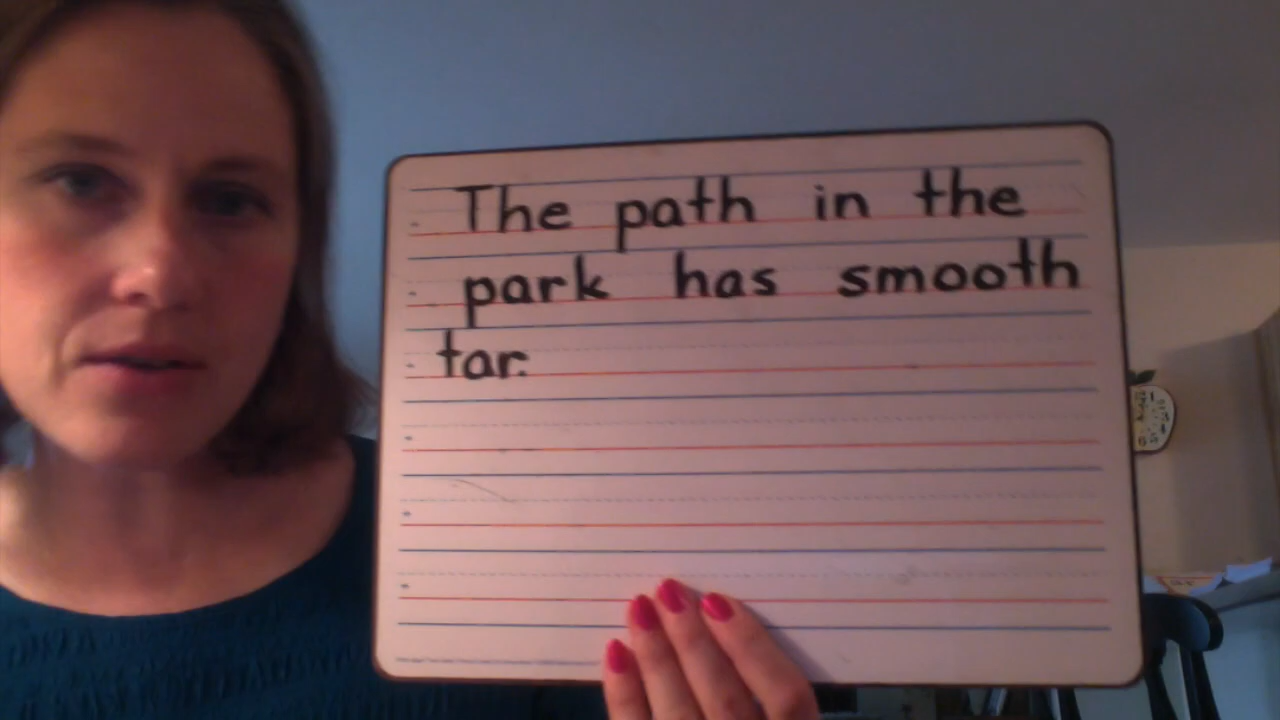 The path in the
park has smooth
tar.